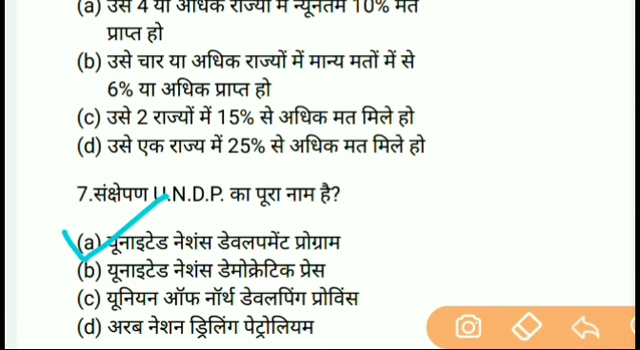 (a) उसे 4 या अधिक राज्यों में न्यूनतम 10% मत
प्राप्त हो
(b) उसे चार या अधिक राज्यों में मान्य मतों में से
6% या अधिक प्राप्त हो
(c) उसे 2 राज्यों में 15% से अधिक मत मिले हो
(d) उसे एक राज्य में 25% से अधिक मत मिले हो
7.संक्षेपण U.N.D.P. का पूरा नाम है?
(a) यूनाइटेड नेशंस डेवलपमेंट प्रोग्राम
(b) यूनाइटेड नेशंस डेमोक्रेटिक प्रेस
(c) यूनियन ऑफ नॉर्थ डेवलपिंग प्रोविंस
(d) अरब नेशन ड्रिलिंग पेट्रोलियम